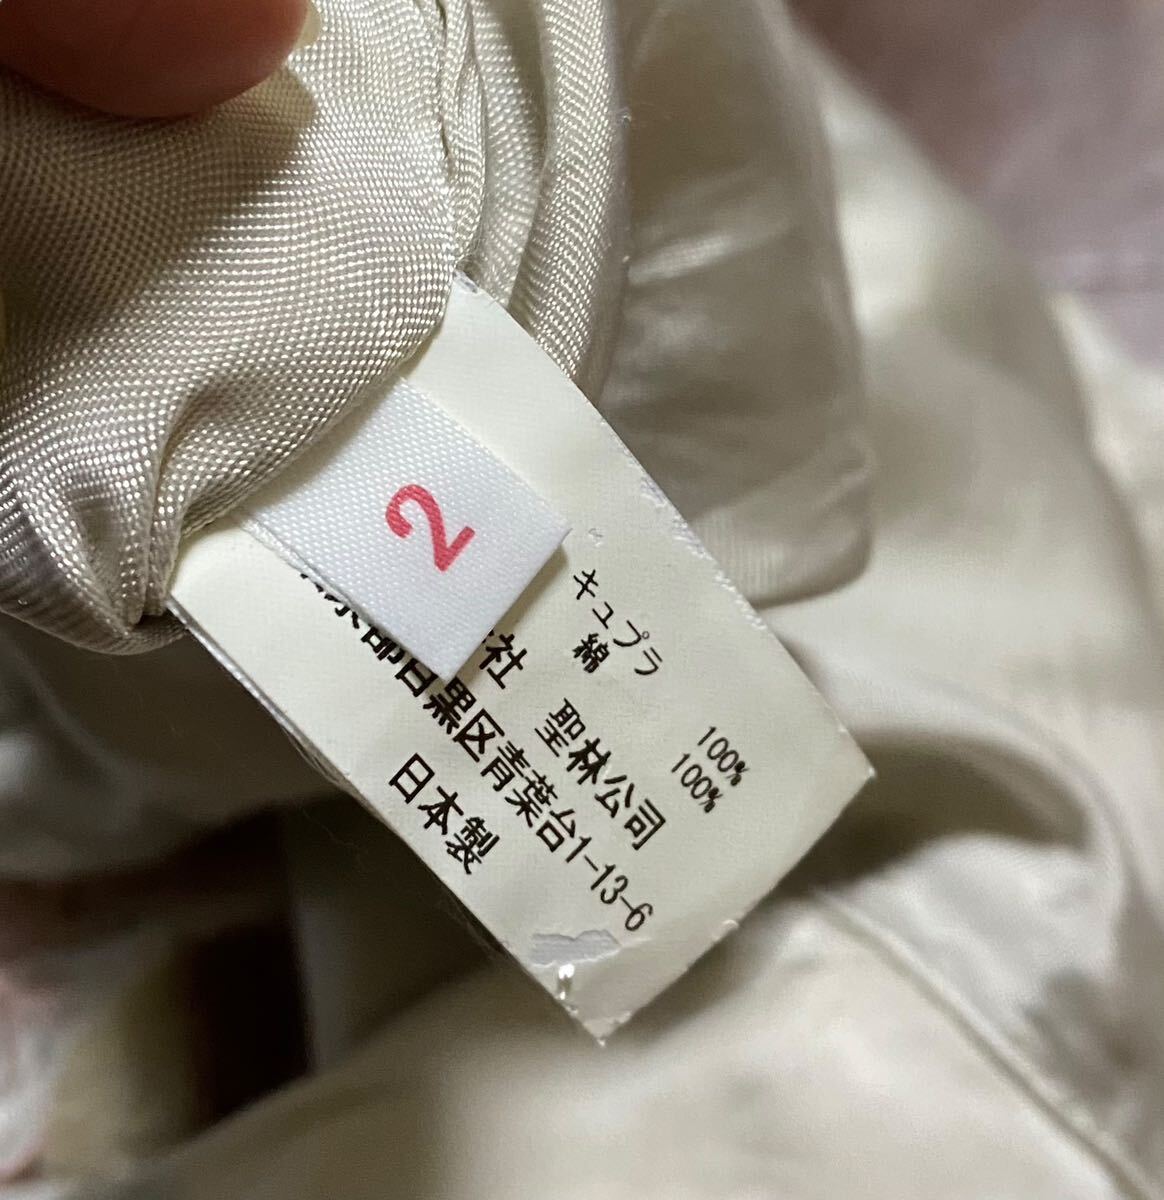 2
キュプラ 100%
綿 100%
社 聖林公司
京都目黒区青葉台1-13-6
日本製